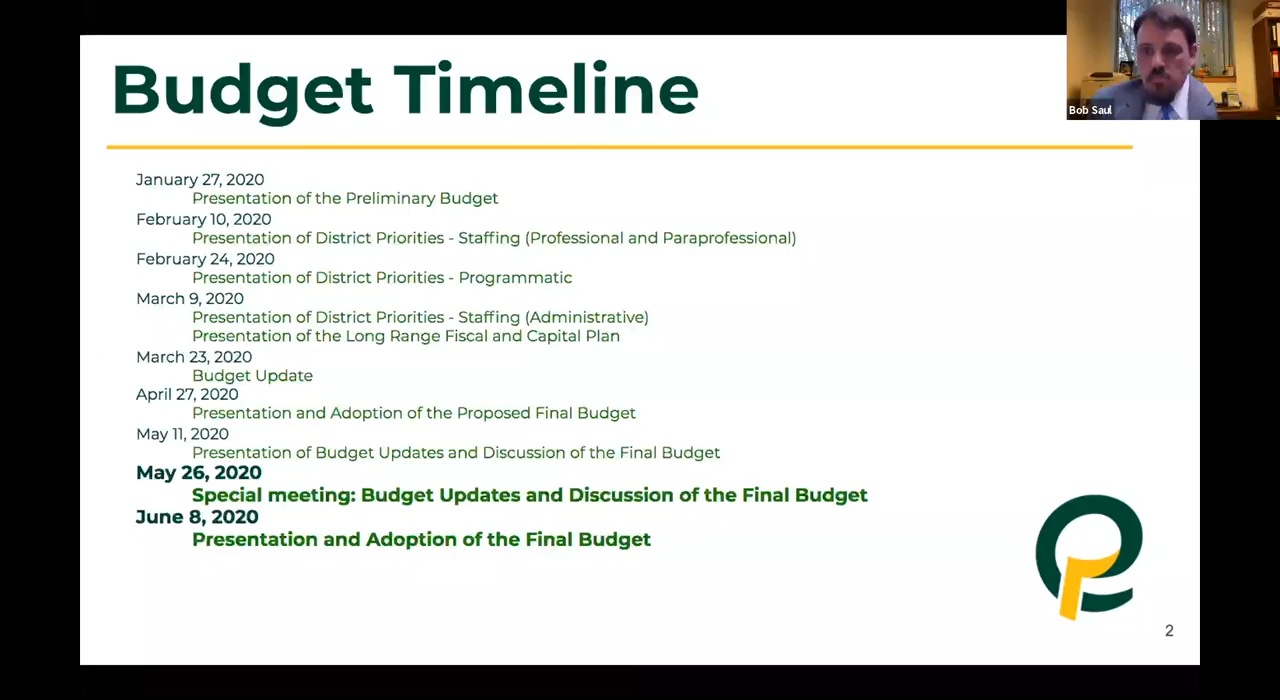 Budget Timeline
Bob Saul
January 27, 2020
Presentation of the Preliminary Budget
February 10, 2020
Presentation of District Priorities - Staffing (Professional and Paraprofessional)
February 24, 2020
Presentation of District Priorities - Programmatic
March 9, 2020
Presentation of District Priorities - Staffing (Administrative)
Presentation of the Long Range Fiscal and Capital Plan
March 23, 2020
Budget Update
April 27, 2020
Presentation and Adoption of the Proposed Final Budget
May 11, 2020
Presentation of Budget Updates and Discussion of the Final Budget
May 26, 2020
Special meeting: Budget Updates and Discussion of the Final Budget
June 8, 2020
Presentation and Adoption of the Final Budget
2